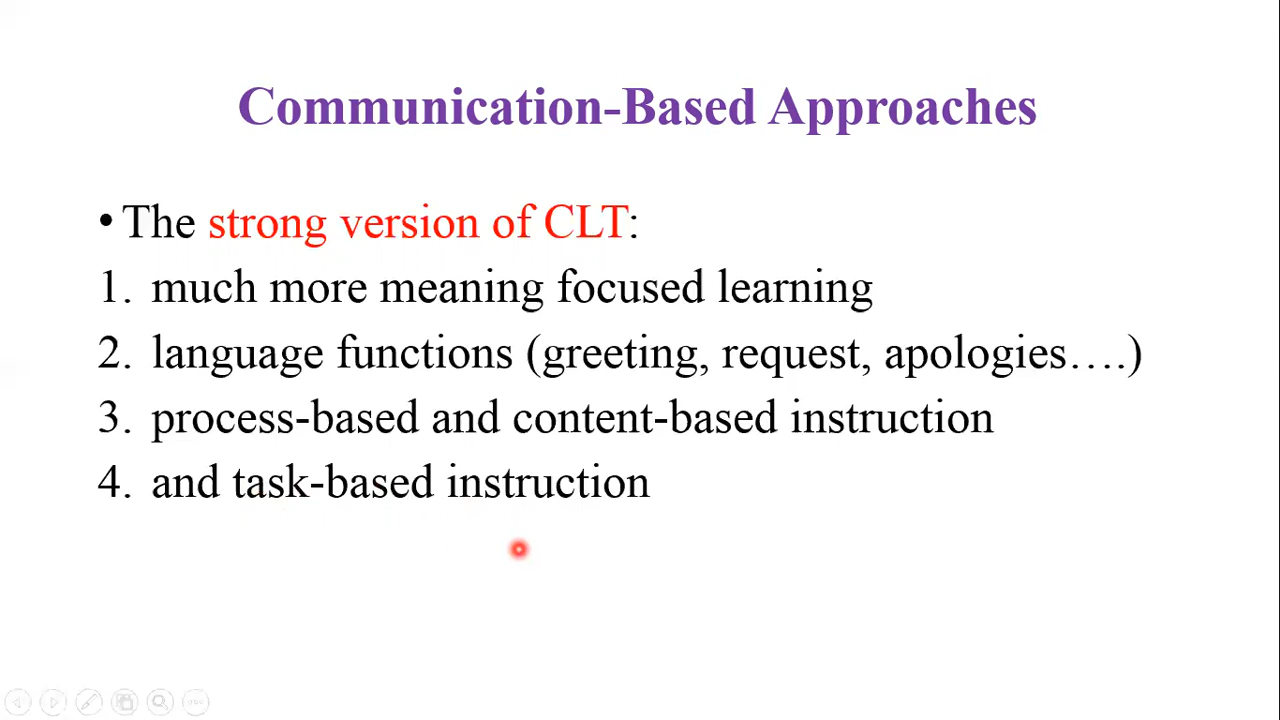 Communication-Based Approaches
• The strong version of CLT:
1. much more meaning focused learning
2. language functions (greeting, request, apologies….)
3. process-based and content-based instruction
4. and task-based instruction